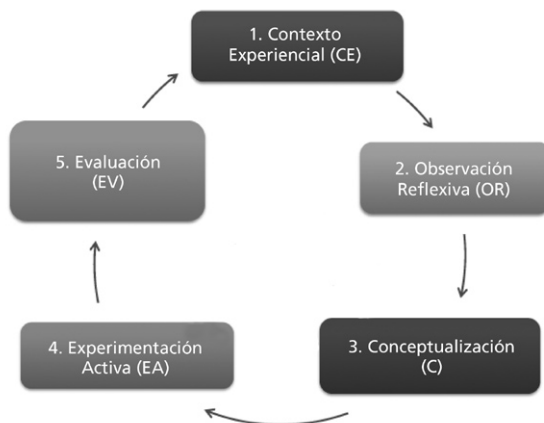 1. Contexto
Experiencial (CE)
2. Observación
Reflexiva (OR)
3. Conceptualización
(C)
4. Experimentación
Activa (EA)
5. Evaluación
(EV)